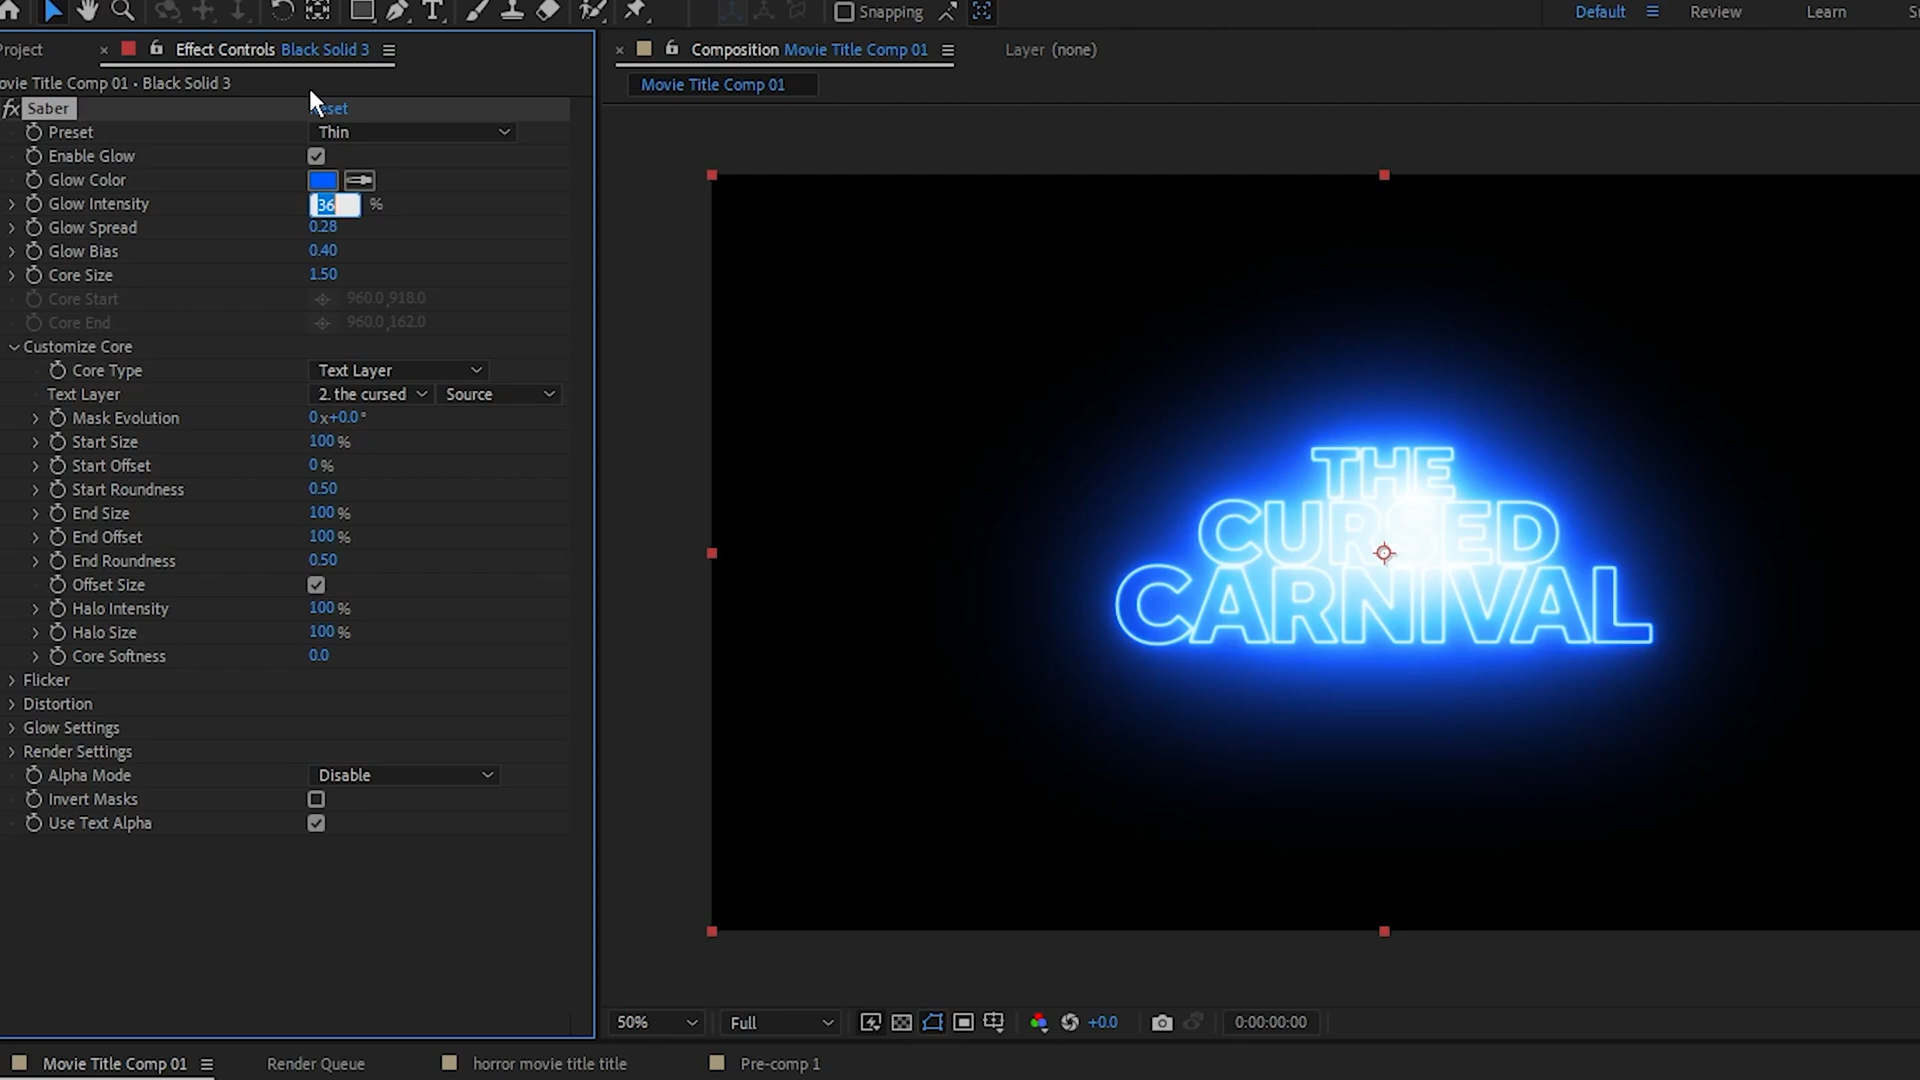 Snapping
Default
Review
Learn
Project
Effect Controls Black Solid 3
Composition Movie Title Comp 01
Layer (none)
ovie Title Comp 01 • Black Solid 3
Movie Title Comp 01
fx Saber
eset
Preset
Thin
Enable Glow
Glow Color
Glow Intensity
36 %
Glow Spread
0.28
Glow Bias
0.40
Core Size
1.50
Core Start
960.0,918.0
Core End
960.0,162.0
Customize Core
Core Type
Text Layer
Text Layer
2. the cursed
Source
Mask Evolution
0x+0.0°
Start Size
100 %
Start Offset
0 %
Start Roundness
0.50
End Size
100 %
End Offset
100 %
End Roundness
0.50
Offset Size
Halo Intensity
100 %
Halo Size
100 %
Core Softness
0.0
Flicker
Distortion
Glow Settings
Render Settings
Alpha Mode
Disable
Invert Masks
Use Text Alpha
THE
CURSED
CARNIVAL
50%
Full
+0.0
0:00:00:00
Movie Title Comp 01
Render Queue
horror movie title title
Pre-comp 1